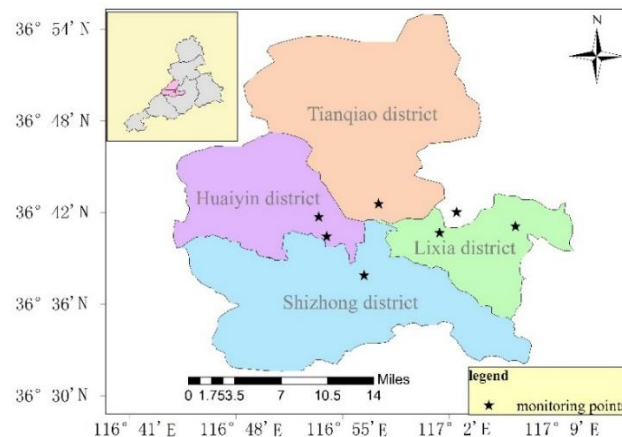 N
36° 54′N
36° 48′N
36° 42′N
36° 36′N
36° 30′N
Tianqiao district
Huaiyin district
Lixia district
Shizhong district
0 1.753.5 7 10.5 14 Miles
legend
monitoring points
116° 41′E 116° 48′E 116° 55′E 117° 2′E 117° 9′E